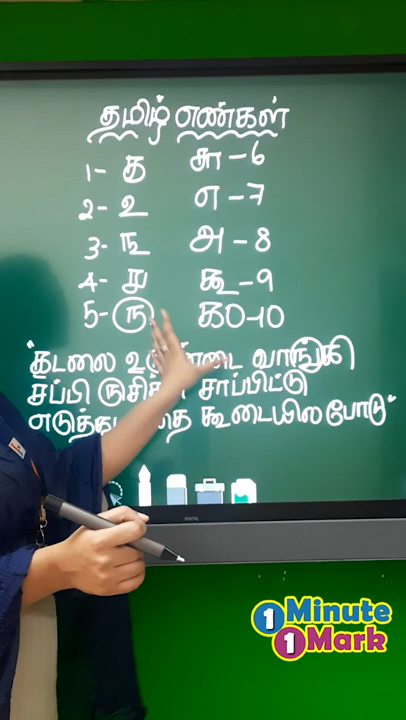 தமிழ் எண்கள்
1- க சு - 6
2- உ எ - 7
3- ங அ - 8
4- ச கூ - 9
5- ரு க0 - 10
"கடலை வாங்கி
சப்பி ருசித்து சாப்பிட்டு
கூடையில போடு"
BENQ
1 Minute
1 Mark